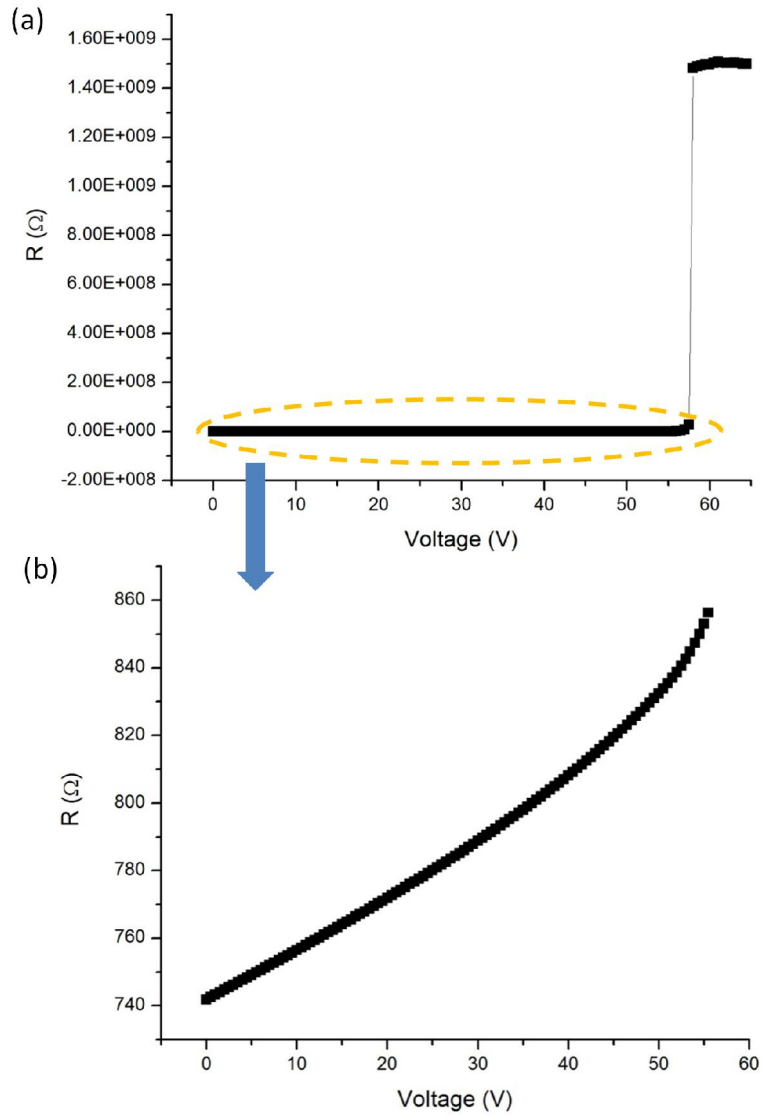 (a)
1.60E+009
1.40E+009
1.20E+009
1.00E+009
8.00E+008
6.00E+008
4.00E+008
2.00E+008
0.00E+000
-2.00E+008
R (Ω)
0 10 20 30 40 50 60
Voltage (V)
(b)
860
840
820
800
780
760
740
R (Ω)
0 10 20 30 40 50 60
Voltage (V)